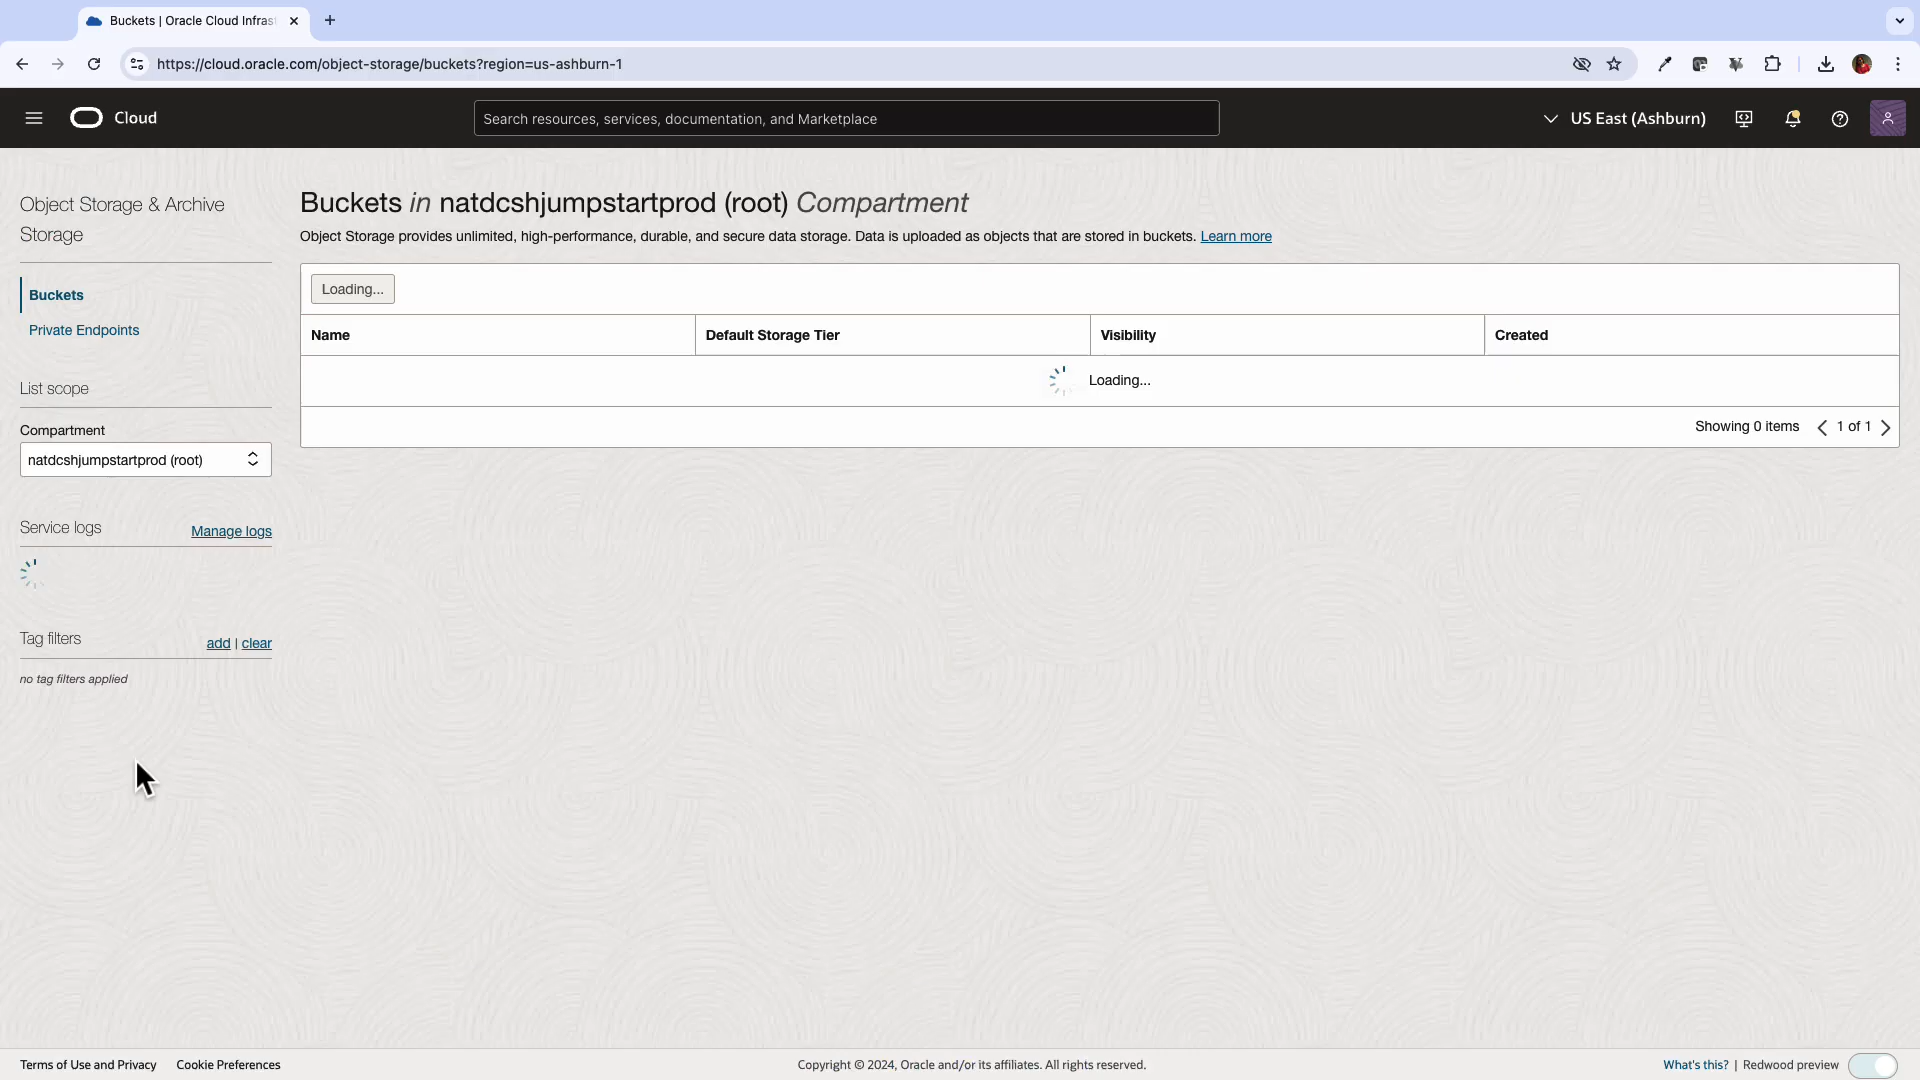 Buckets | Oracle Cloud Infras
https://cloud.oracle.com/object-storage/buckets?region=us-ashburn-1
Cloud
Search resources, services, documentation, and Marketplace
US East (Ashburn)
Object Storage & Archive
Storage
Buckets
Private Endpoints
List scope
Compartment
natdcshjumpstartprod (root)
Service logs
Manage logs
Tag filters
add | clear
no tag filters applied
Buckets in natdcshjumpstartprod (root) Compartment
Object Storage provides unlimited, high-performance, durable, and secure data storage. Data is uploaded as objects that are stored in buckets. Learn more
Loading...
Name
Default Storage Tier
Visibility
Created
Loading...
Showing 0 items
1 of 1
Terms of Use and Privacy
Cookie Preferences
Copyright © 2024, Oracle and/or its affiliates. All rights reserved.
What's this? | Redwood preview